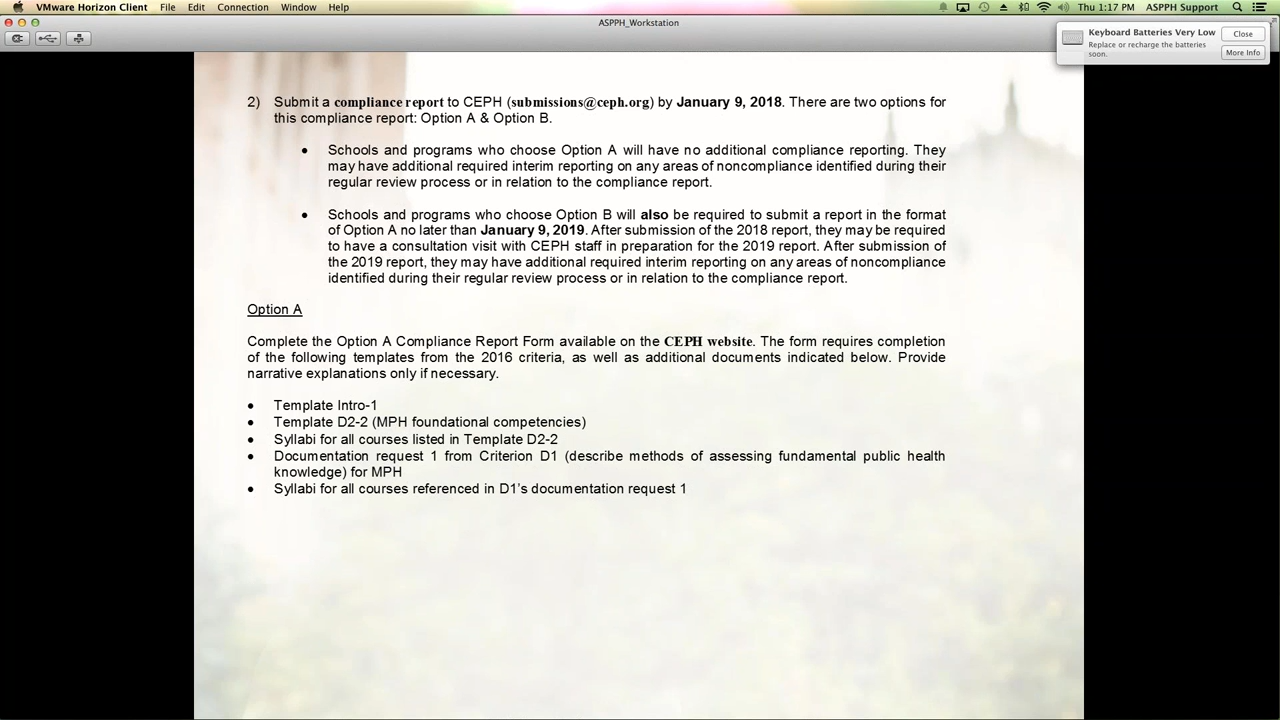 VMware Horizon Client File Edit Connection Window Help Thu 1:17 PM ASPPH Support
ASPPH_Workstation
Keyboard Batteries Very Low
Replace or recharge the batteries
soon.
Close
More Info
2) Submit a compliance report to CEPH (submissions@ceph.org) by January 9, 2018. There are two options for
this compliance report: Option A & Option B.
• Schools and programs who choose Option A will have no additional compliance reporting. They
may have additional required interim reporting on any areas of noncompliance identified during their
regular review process or in relation to the compliance report.
• Schools and programs who choose Option B will also be required to submit a report in the format
of Option A no later than January 9, 2019. After submission of the 2018 report, they may be required
to have a consultation visit with CEPH staff in preparation for the 2019 report. After submission of
the 2019 report, they may have additional required interim reporting on any areas of noncompliance
identified during their regular review process or in relation to the compliance report.
Option A
Complete the Option A Compliance Report Form available on the CEPH website. The form requires completion
of the following templates from the 2016 criteria, as well as additional documents indicated below. Provide
narrative explanations only if necessary.
• Template Intro-1
• Template D2-2 (MPH foundational competencies)
• Syllabi for all courses listed in Template D2-2
• Documentation request 1 from Criterion D1 (describe methods of assessing fundamental public health
knowledge) for MPH
• Syllabi for all courses referenced in D1's documentation request 1